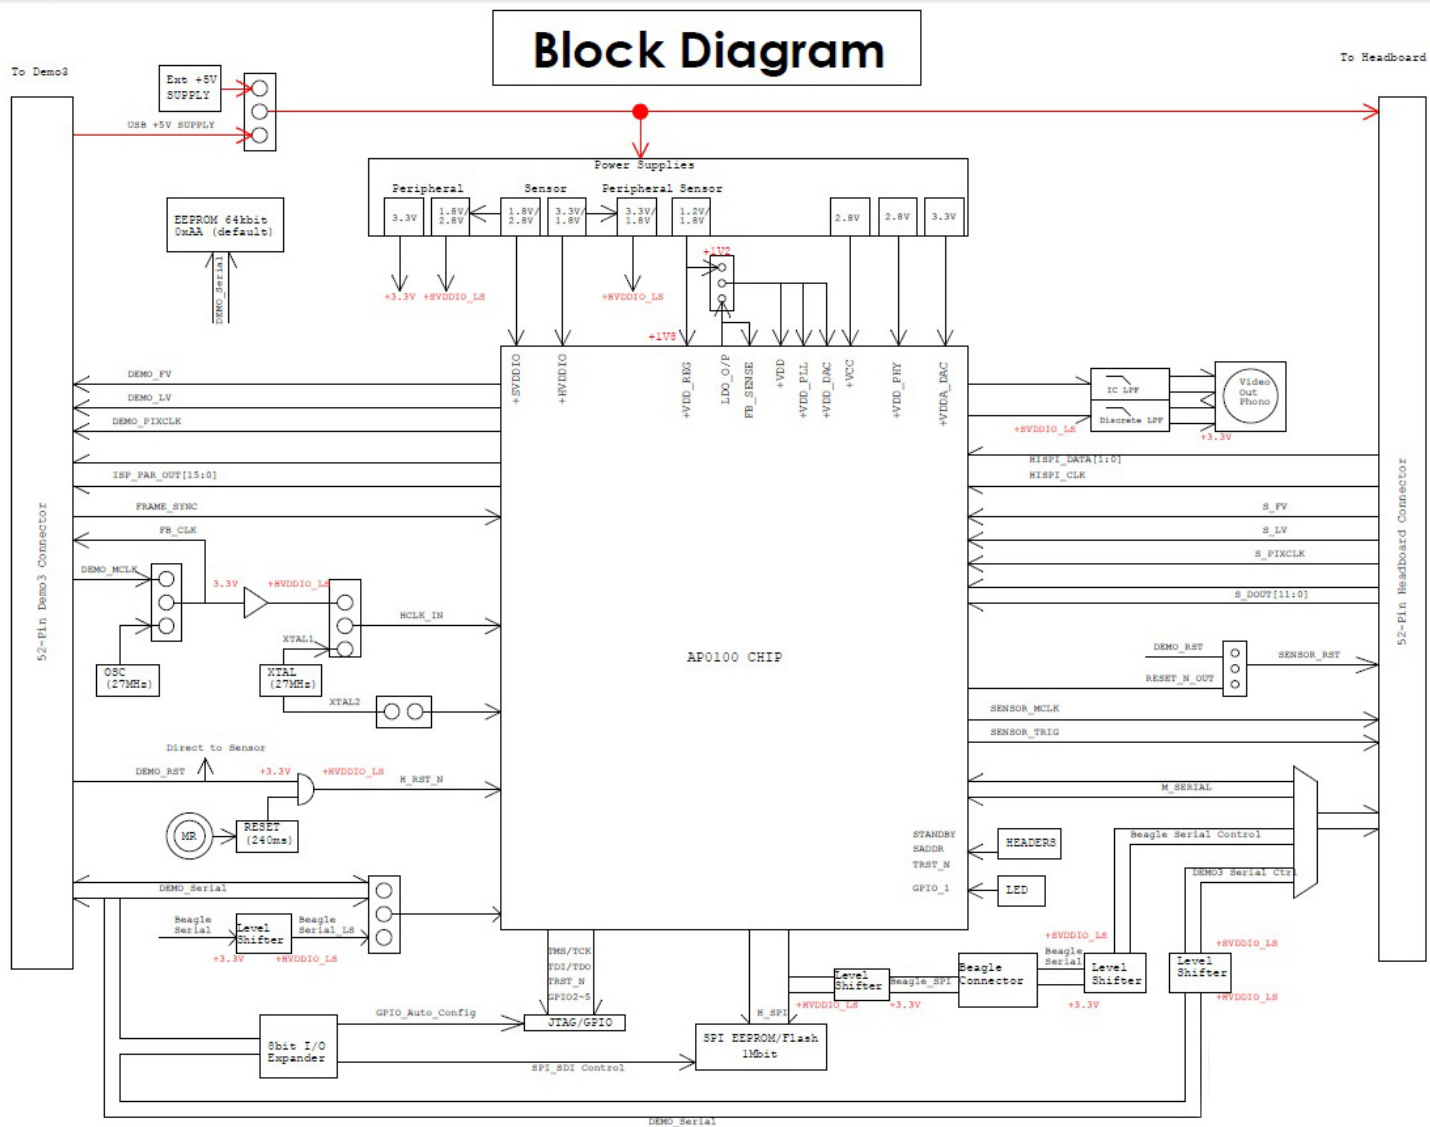 Block Diagram
To Demo3
To Headboard
Ext +5V
SUPPLY
USB +5V SUPPLY
Power Supplies
Peripheral
Sensor
Peripheral Sensor
3.3V
1.8V/
2.8V
1.8V/
2.8V
3.3V/
1.8V
3.3V/
1.8V
1.2V/
1.8V
2.8V
2.8V
3.3V
EEPROM 64kbit
0xAA (default)
DEMO_Serial
+3.3V
+SVDDIO_LS
+HVDDIO_LS
+1V2
+1V8
+SVDDIO
+HVDDIO
+VDD_REG
LDO_O/P
FB_SENSE
+VDD
+VDD_PLL
+VDD_DAC
+VCC
+VDD_PHY
+VDDA_DAC
DEMO_FV
DEMO_LV
DEMO_PIXCLK
ISP_PAR_OUT[15:0]
FRAME_SYNC
FB_CLK
DEMO_MCLK
3.3V
+HVDDIO_LS
HCLK_IN
XTAL1
OSC
(27MHz)
XTAL
(27MHz)
XTAL2
52-Pin Demo3 Connector
AP0100 CHIP
IC LPF
Discrete LPF
Video
Out
Phono
+SVDDIO_LS
+3.3V
HISPI_DATA[1:0]
HISPI_CLK
S_FV
S_LV
S_PIXCLK
S_DOUT[11:0]
52-Pin Headboard Connector
DEMO_RST
RESET_N_OUT
SENSOR_RST
SENSOR_MCLK
SENSOR_TRIG
Direct to Sensor
DEMO_RST
+3.3V
+HVDDIO_LS
H_RST_N
MR
RESET
(240ms)
M_SERIAL
Beagle Serial Control
DEMO3 Serial Ctrl
STANDBY
SADDR
TRST_N
GPIO_1
HEADERS
LED
DEMO_Serial
Beagle
Serial
Level
Shifter
Beagle
Serial_LS
+3.3V
+HVDDIO_LS
TMS/TCK
TDI/TDO
TRST_N
GPIO2~5
JTAG/GPIO
GPIO_Auto_Config
8bit I/O
Expander
SPI_SDI Control
H_SPI
SPI EEPROM/Flash
1Mbit
Level
Shifter
+HVDDIO_LS
Beagle_SPI
+3.3V
Beagle
Connector
Beagle
Serial
+SVDDIO_LS
Level
Shifter
+3.3V
Level
Shifter
+SVDDIO_LS
+HVDDIO_LS
DEMO_Serial